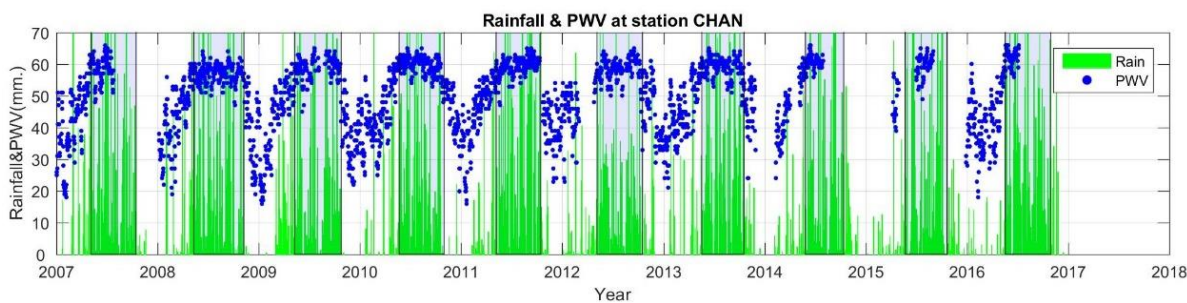 Rainfall & PWV at station CHAN
Rainfall&PWV(mm.)
70
60
50
40
30
20
10
0
Rain
PWV
2007 2008 2009 2010 2011 2012 2013 2014 2015 2016 2017 2018
Year